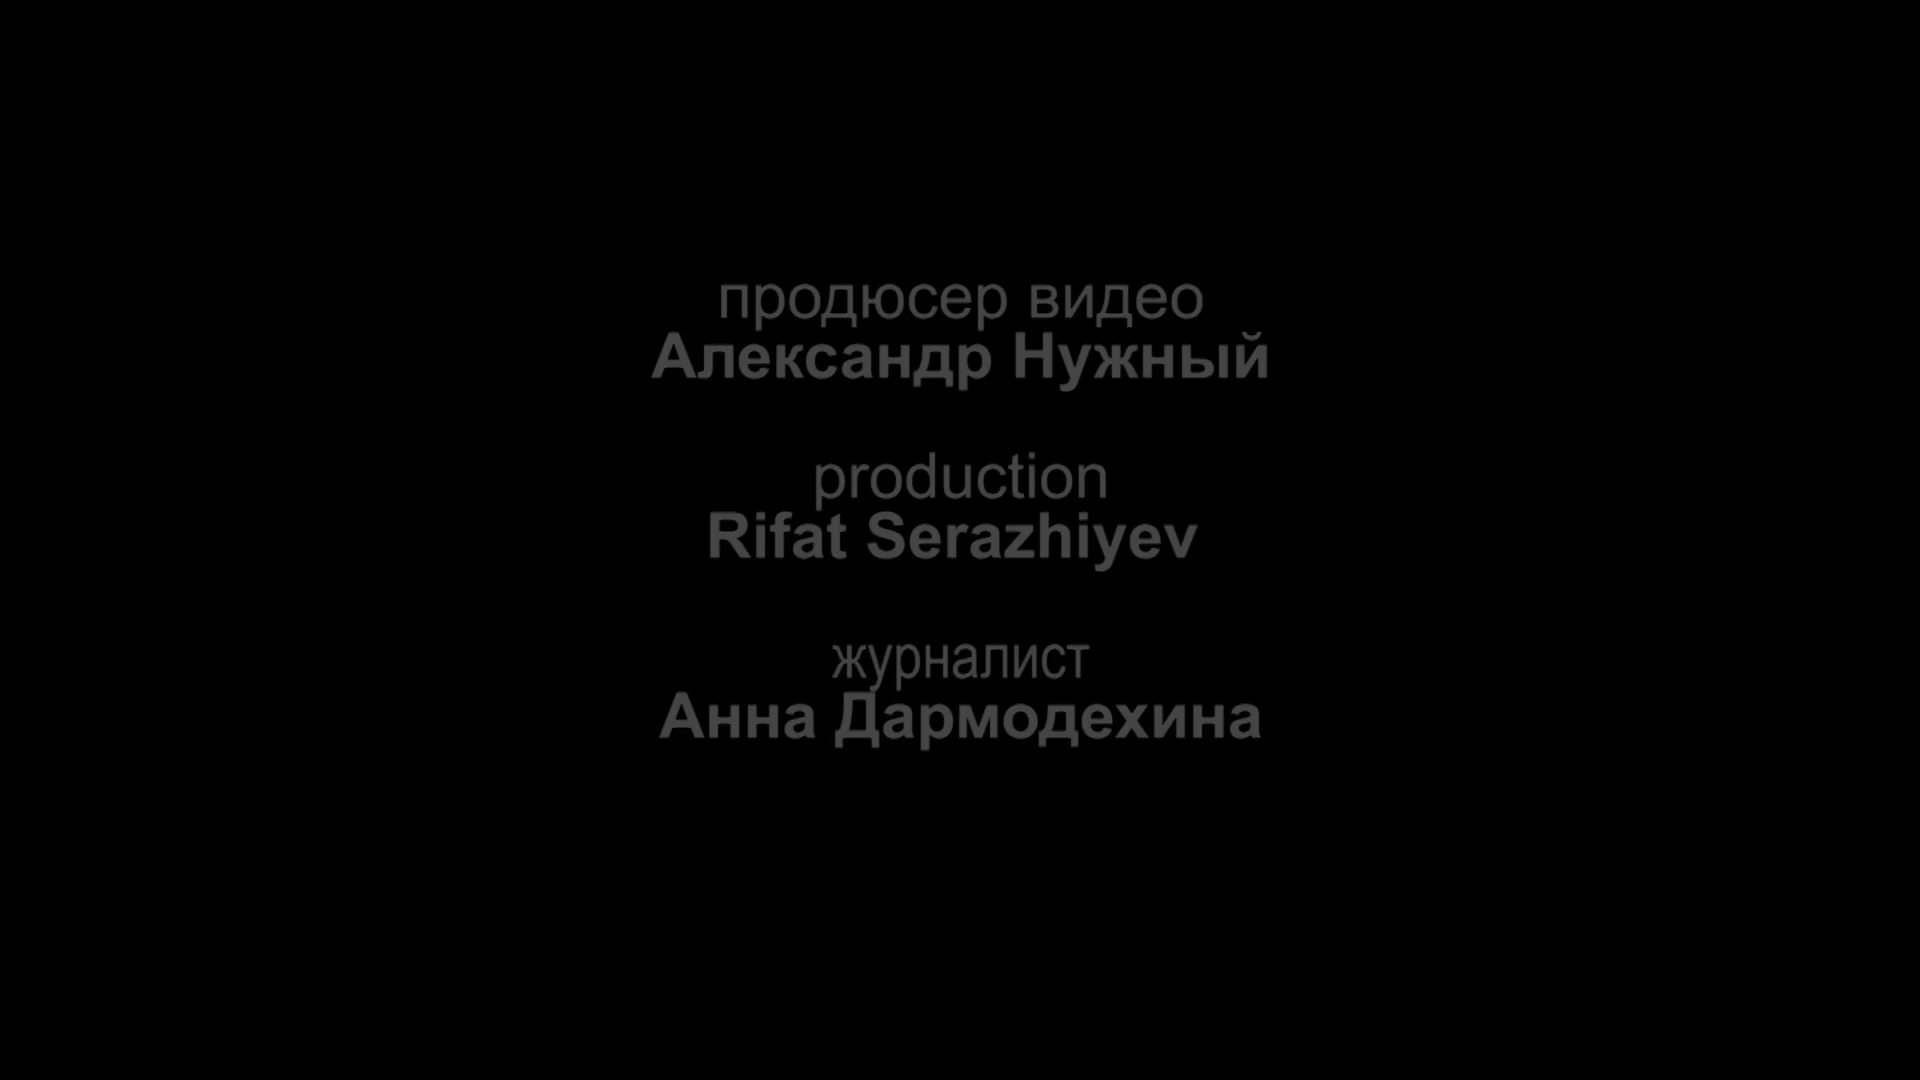 продюсер видео
Александр Нужный
production
Rifat Serazhiyev
журналист
Анна Дармодехина